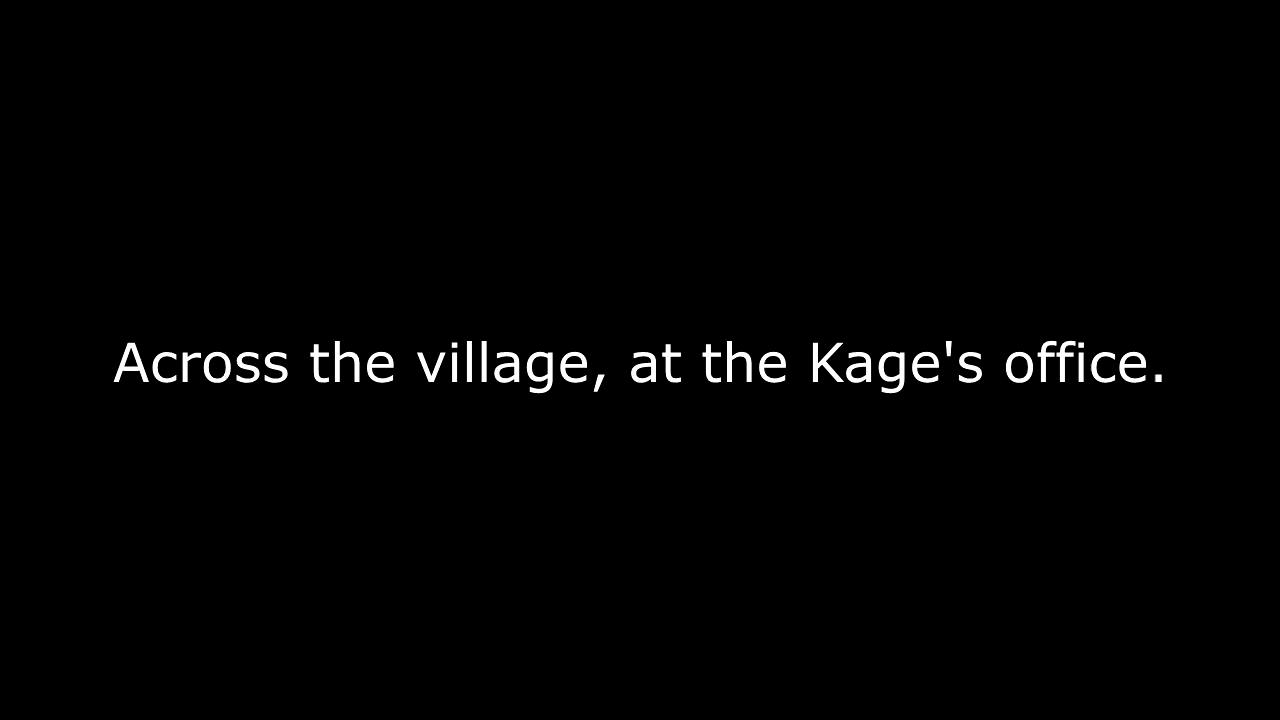 Across the village, at the Kage's office.